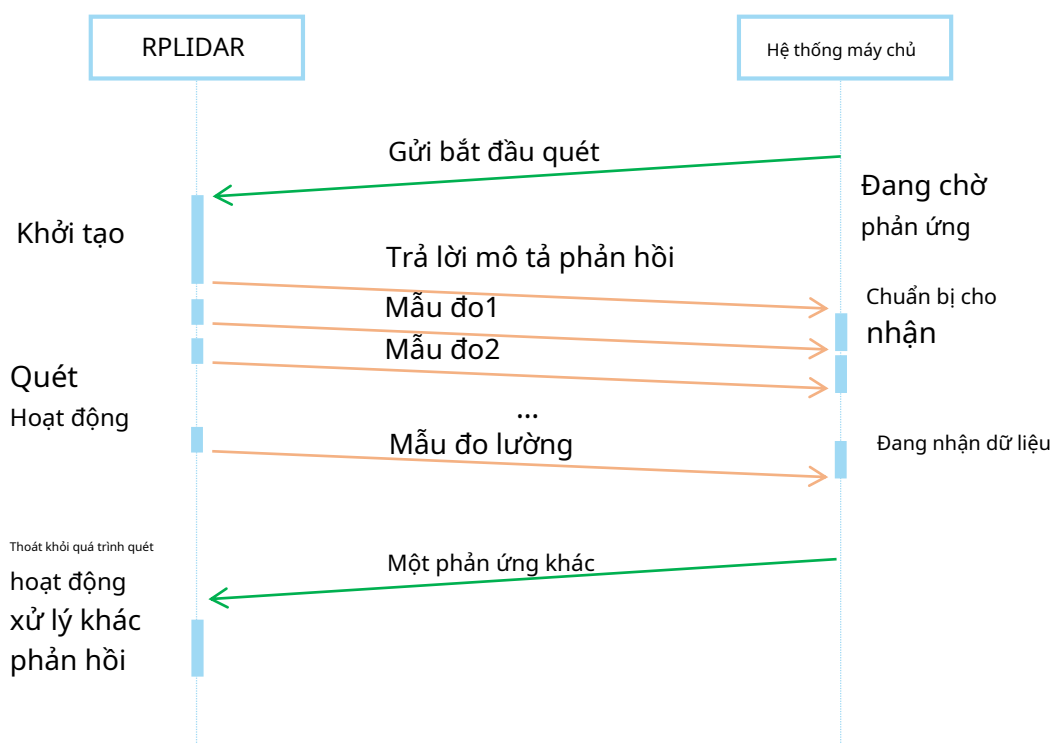 RPLIDAR
Hệ thống máy chủ
Gửi bắt đầu quét
Đang chờ
phản ứng
Khởi tạo
Trả lời mô tả phản hồi
Chuẩn bị cho
nhận
Mẫu đo1
Mẫu đo2
Quét
Hoạt động
...
Mẫu đo lường
Đang nhận dữ liệu
Thoát khỏi quá trình quét
hoạt động
xử lý khác
phản hồi
Một phản ứng khác